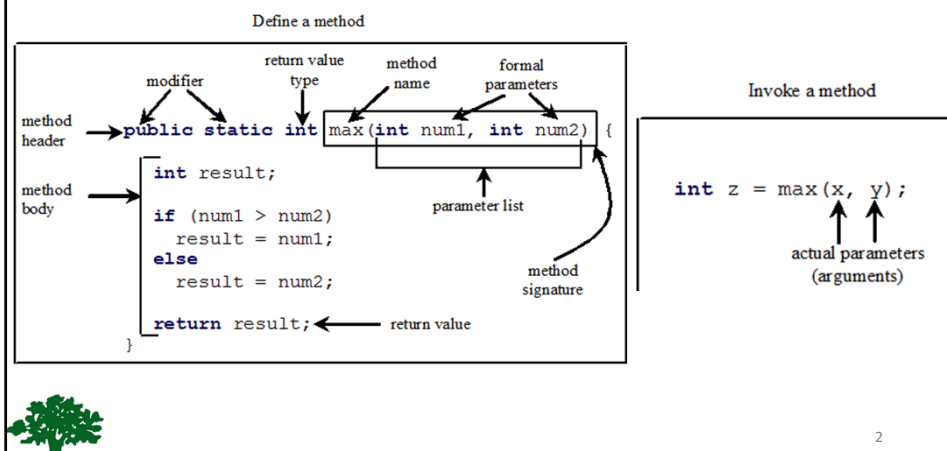 Define a method
return value
type
method
name
formal
parameters
modifier
method
header
public static int max(int num1, int num2) {
method
body
int result;
if (num1 > num2)
result = num1;
else
result = num2;
return result;
}
parameter list
method
signature
return value
Invoke a method
int z = max(x, y);
actual parameters
(arguments)
2